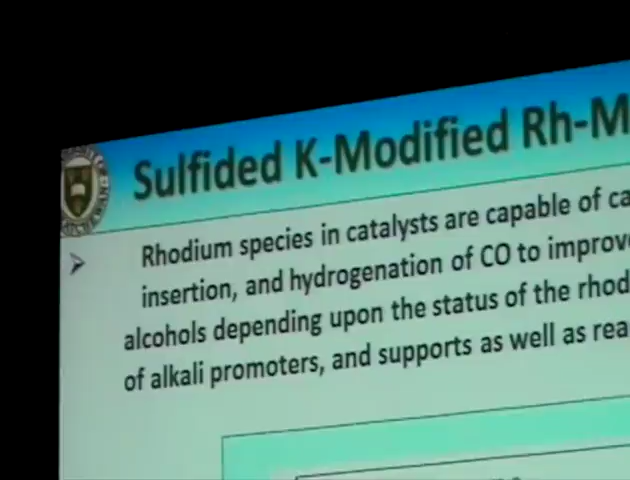 Sulfided K-Modified Rh-M
Rhodium species in catalysts are capable of ca
insertion, and hydrogenation of CO to improv
alcohols depending upon the status of the rhod
of alkali promoters, and supports as well as rea